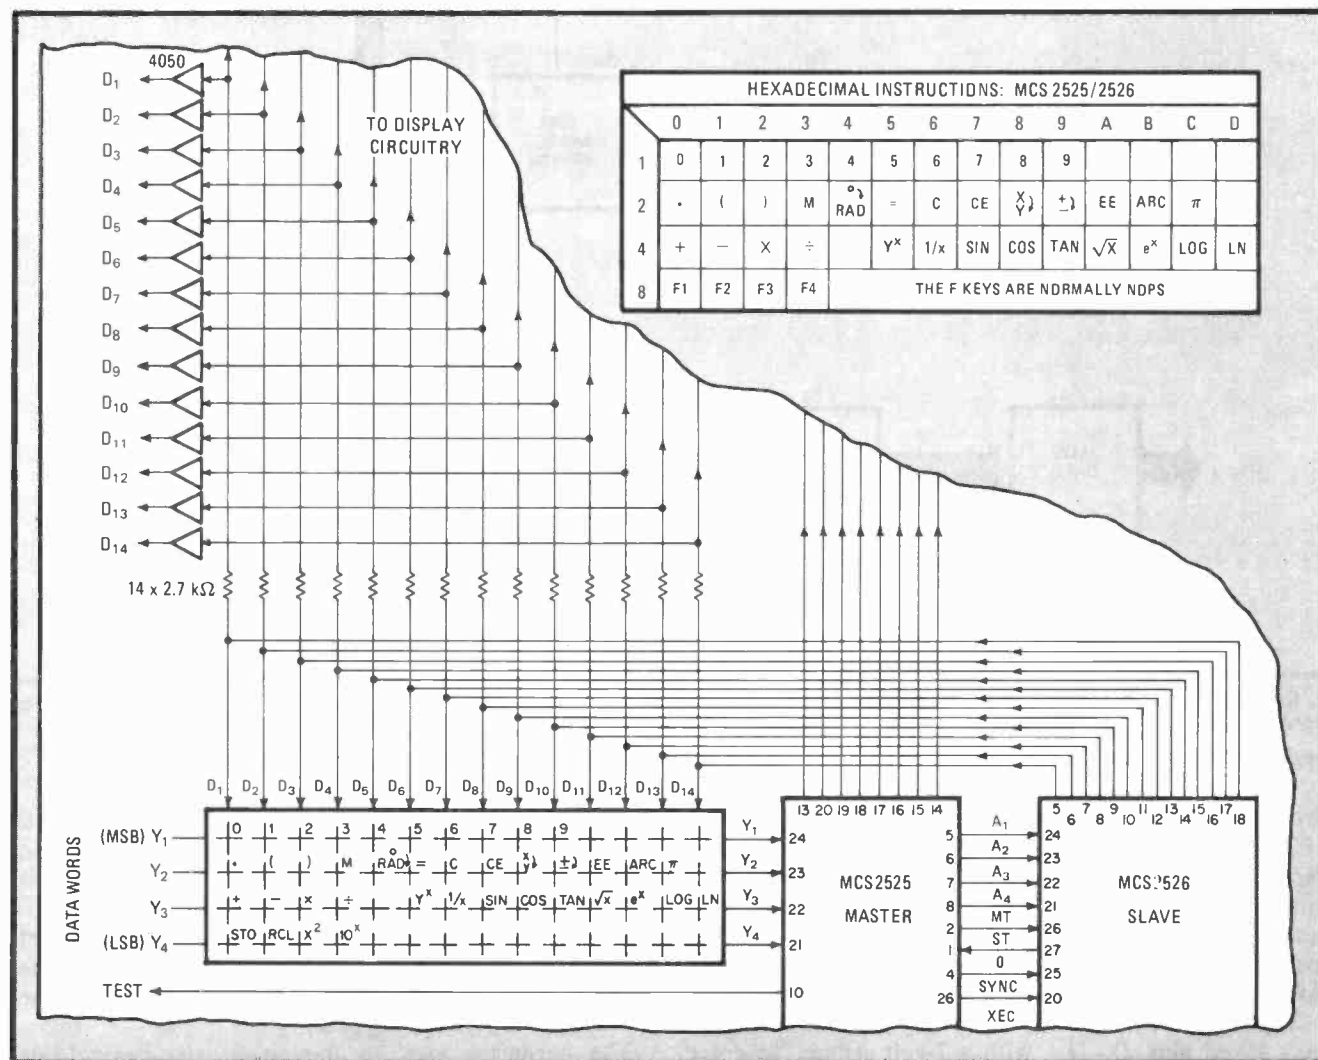 4050
D1
D2
D3
D4
D5
D6
D7
D8
D9
D10
D11
D12
D13
D14
TO DISPLAY
CIRCUITRY
HEXADECIMAL INSTRUCTIONS: MCS 2525/2526
0 1 2 3 4 5 6 7 8 9 A B C D
1 0 1 2 3 4 5 6 7 8 9
2 . ( ) M °⤵RAD = C CE X⤵Y +⤵− EE ARC π
4 + − X ÷ Yˣ 1/x SIN COS TAN √X eˣ LOG LN
8 F1 F2 F3 F4 THE F KEYS ARE NORMALLY NOPS
14 x 2.7 kΩ
D1 D2 D3 D4 D5 D6 D7 D8 D9 D10 D11 D12 D13 D14
DATA WORDS
(MSB) Y1
Y2
Y3
(LSB) Y4
0 1 2 3 4 5 6 7 8 9
. ( ) M °RAD⤵ = C CE X⤵Y ±⤵ EE ARC π
+ − × ÷ Yˣ 1/x SIN COS TAN √x eˣ LOG LN
STO RCL X² 10ˣ
Y1
Y2
Y3
Y4
TEST
13 20 19 18 17 16 15 14
24
23
22
21
10
MCS2525
MASTER
5
6
7
8
2
1
4
26
A1
A2
A3
A4
MT
ST
0
SYNC
XEC
5 6 7 8 9 10 11 12 13 14 15 16 17 18
24
23
22
21
26
27
25
20
MCS2526
SLAVE